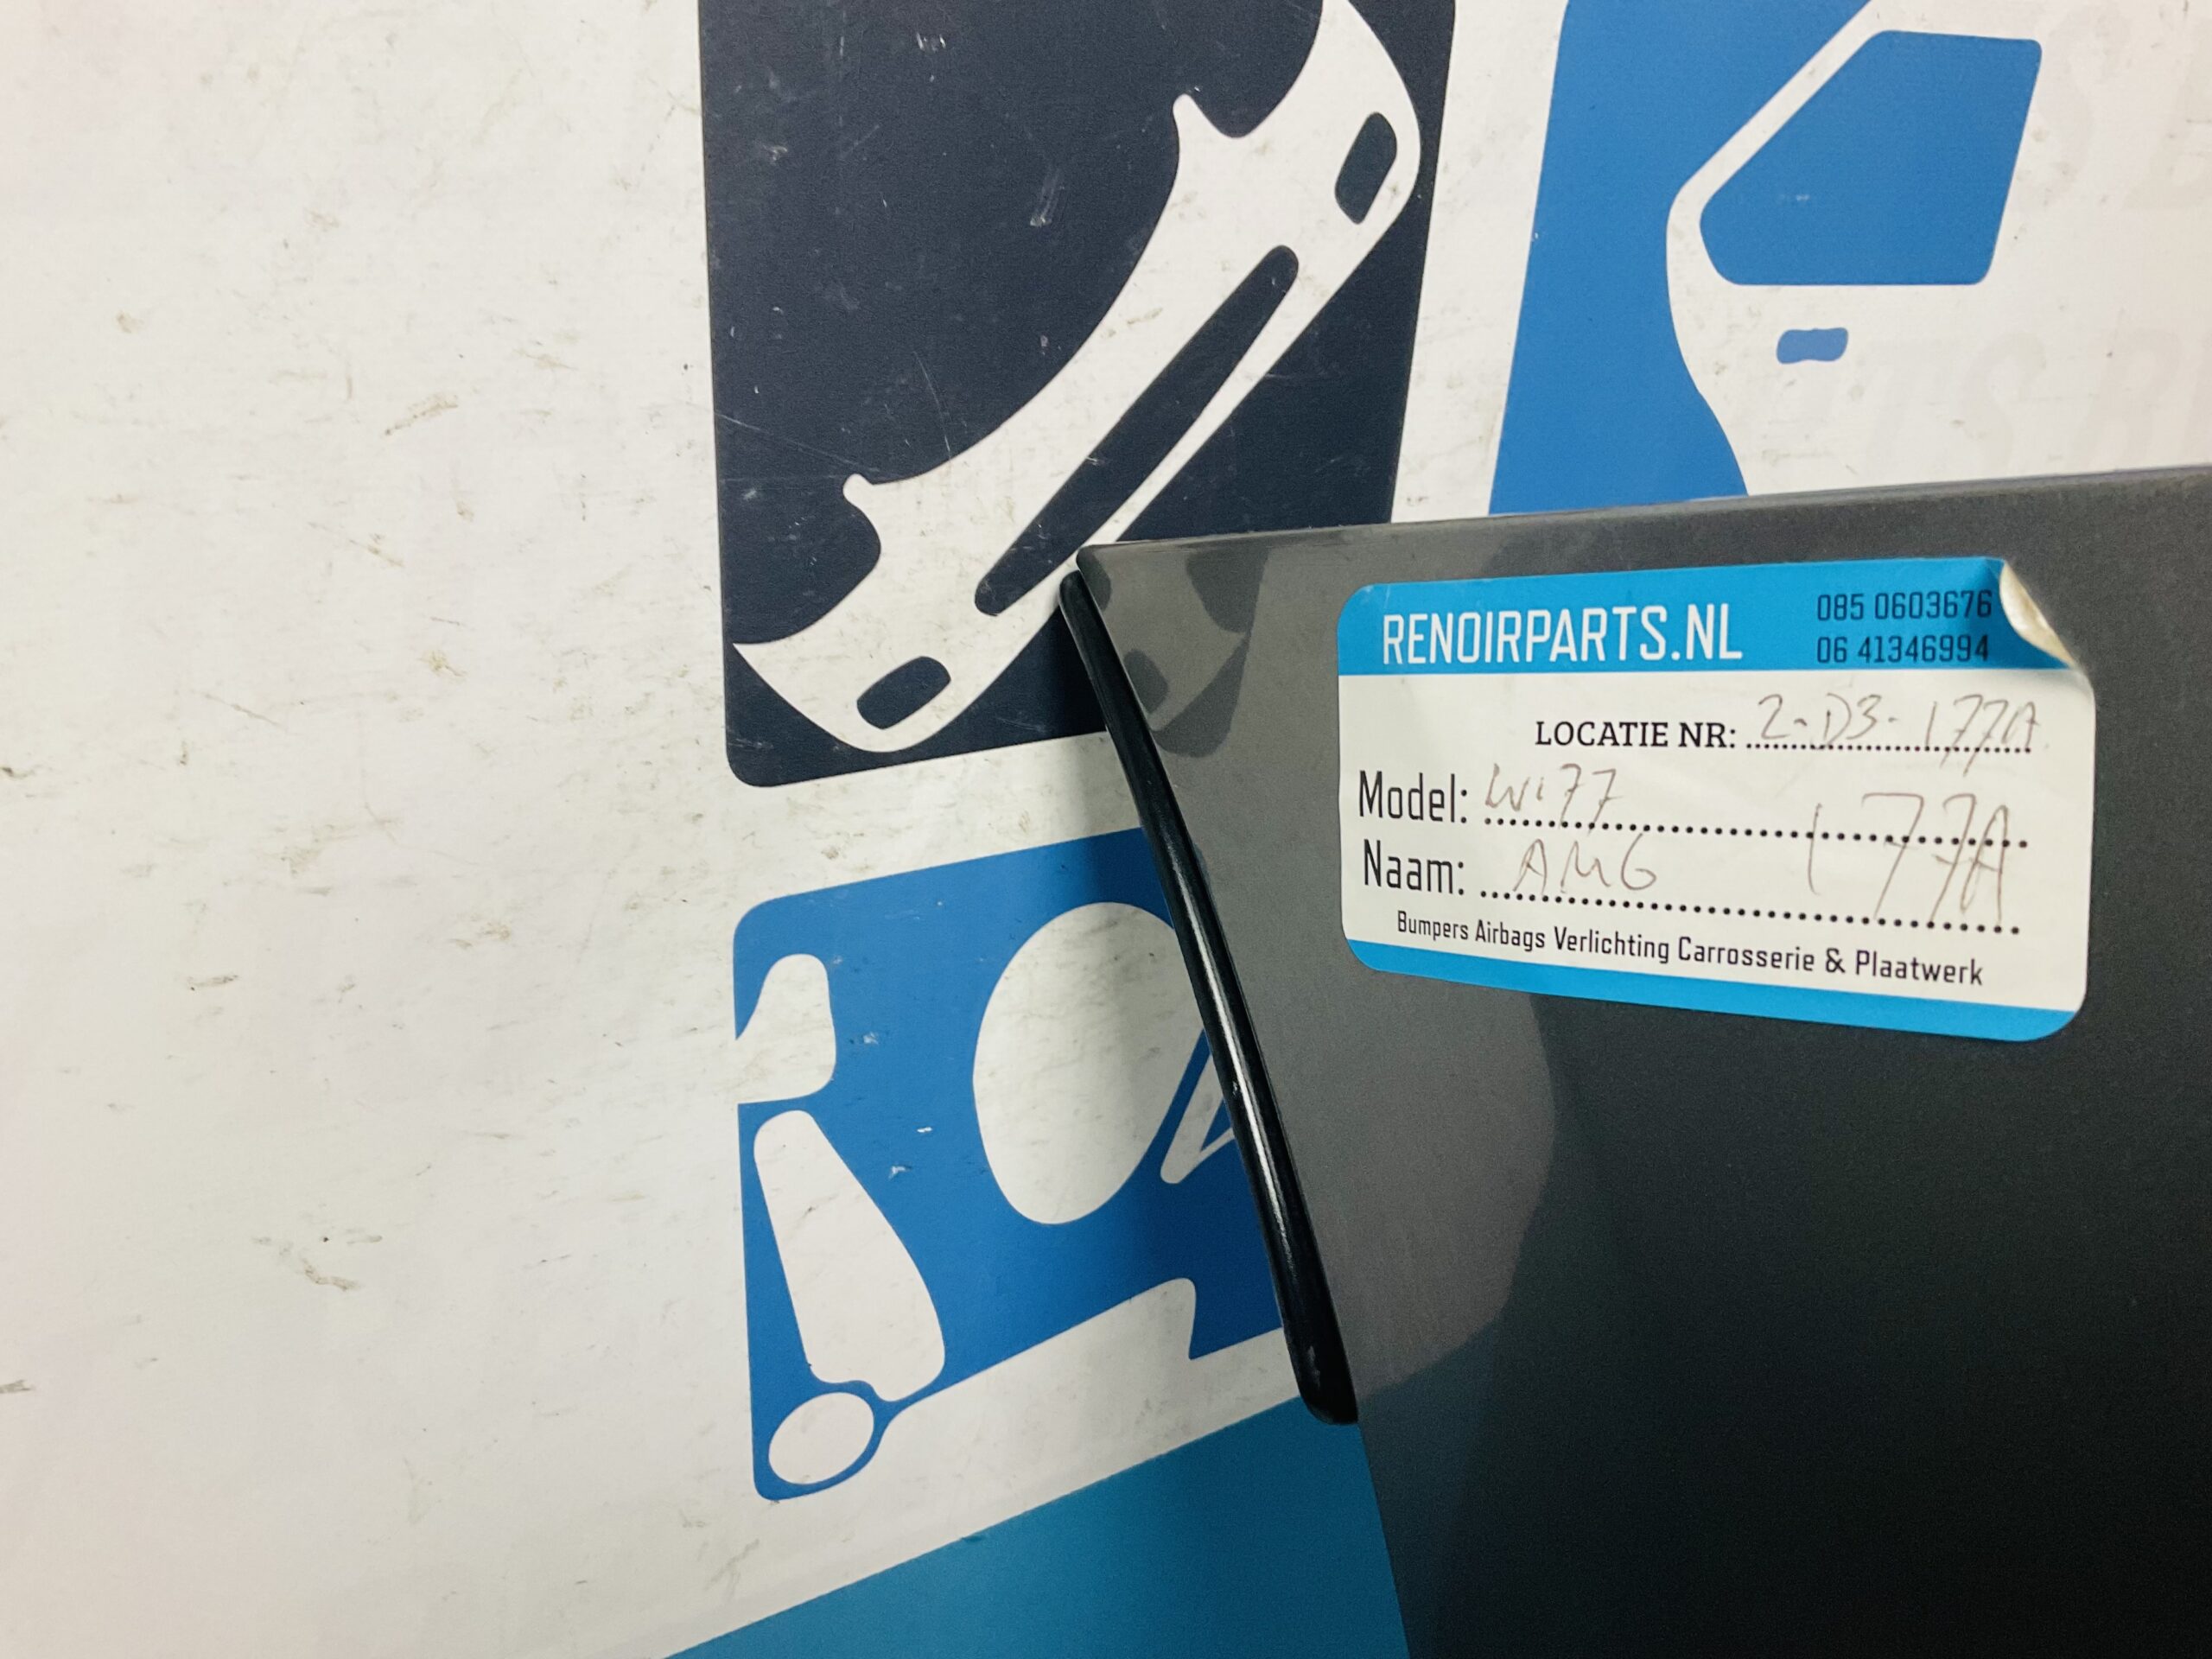 RENOIRPARTS.NL
085 0603676
06 41346994
LOCATIE NR: 2-D3-177A
Model: W177
177A
Naam: AMG
Bumpers Airbags Verlichting Carrosserie & Plaatwerk